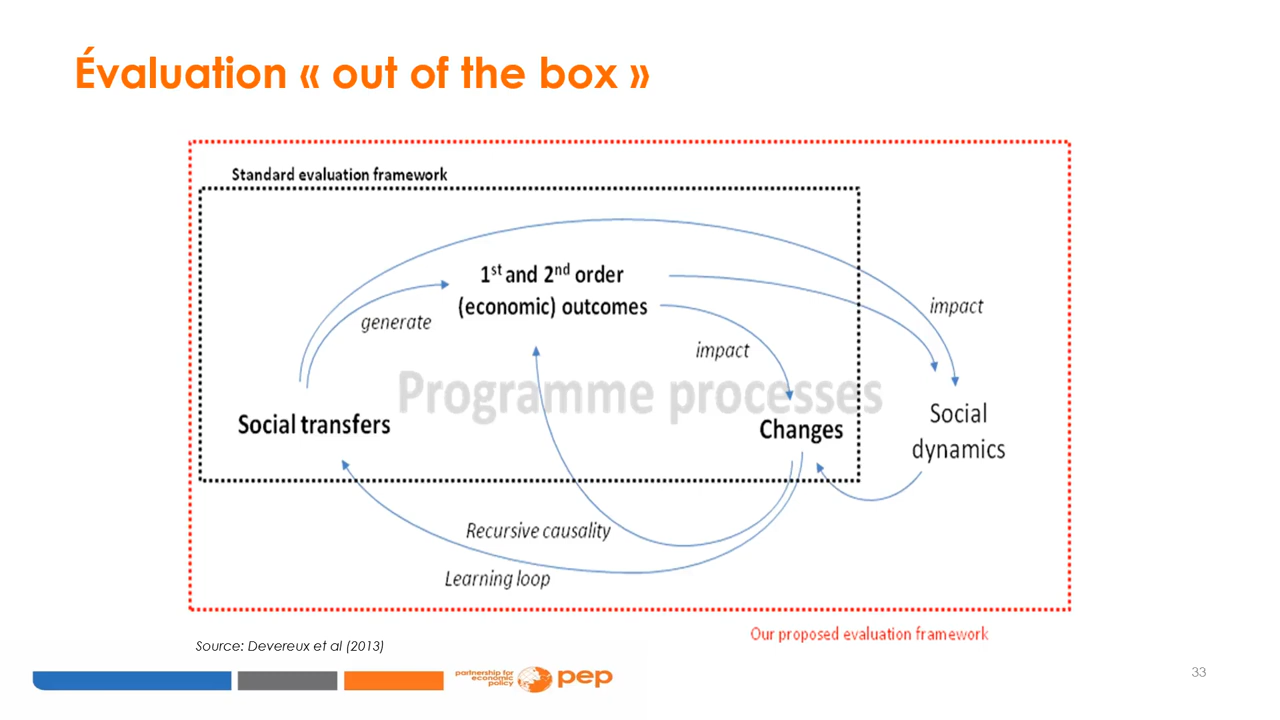 Évaluation « out of the box »
Standard evaluation framework
1st and 2nd order
(economic) outcomes
generate
impact
impact
Programme processes
Social transfers
Changes
Social
dynamics
Recursive causality
Learning loop
Our proposed evaluation framework
Source: Devereux et al (2013)
partnership for
economic
policy
pep
33